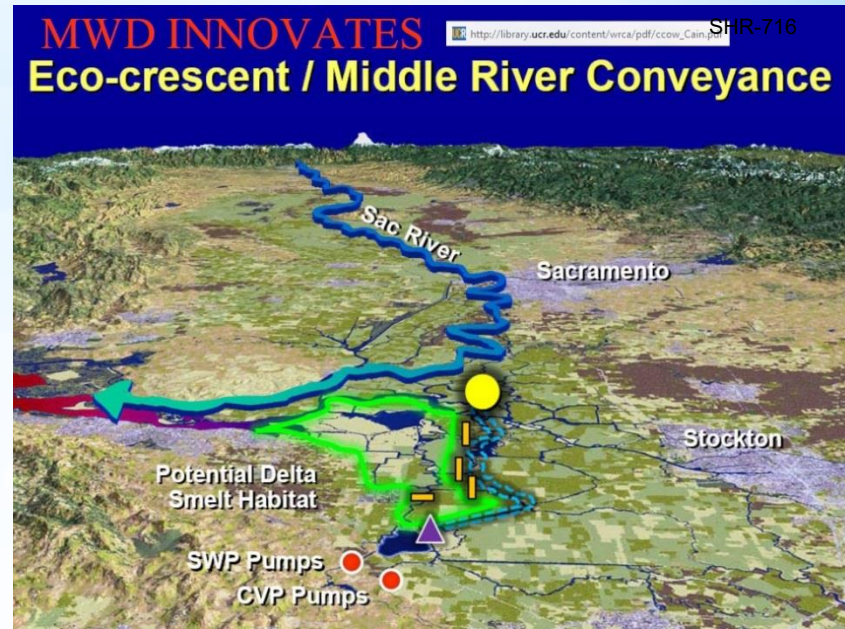 MWD INNOVATES
http://library.ucr.edu/content/wrca/pdf/ccow_Cain.pdf
SHR-716
Eco-crescent / Middle River Conveyance
Sac River
Sacramento
Stockton
Potential Delta
Smelt Habitat
SWP Pumps
CVP Pumps